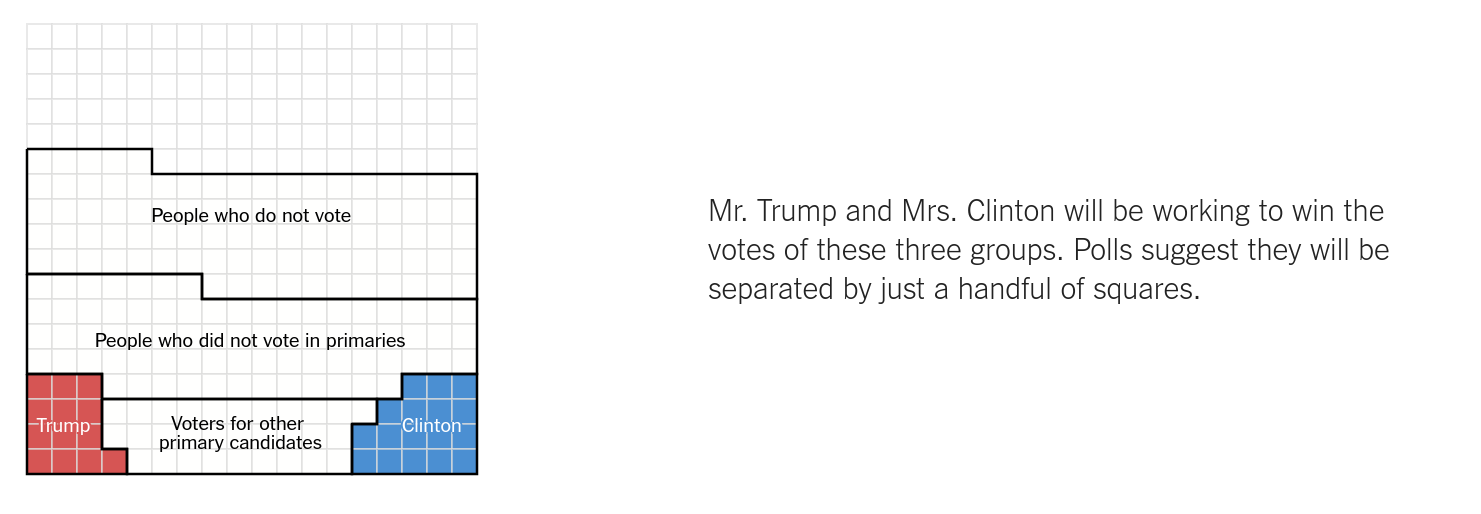 People who do not vote
People who did not vote in primaries
Trump
Voters for other
primary candidates
Clinton
Mr. Trump and Mrs. Clinton will be working to win the
votes of these three groups. Polls suggest they will be
separated by just a handful of squares.